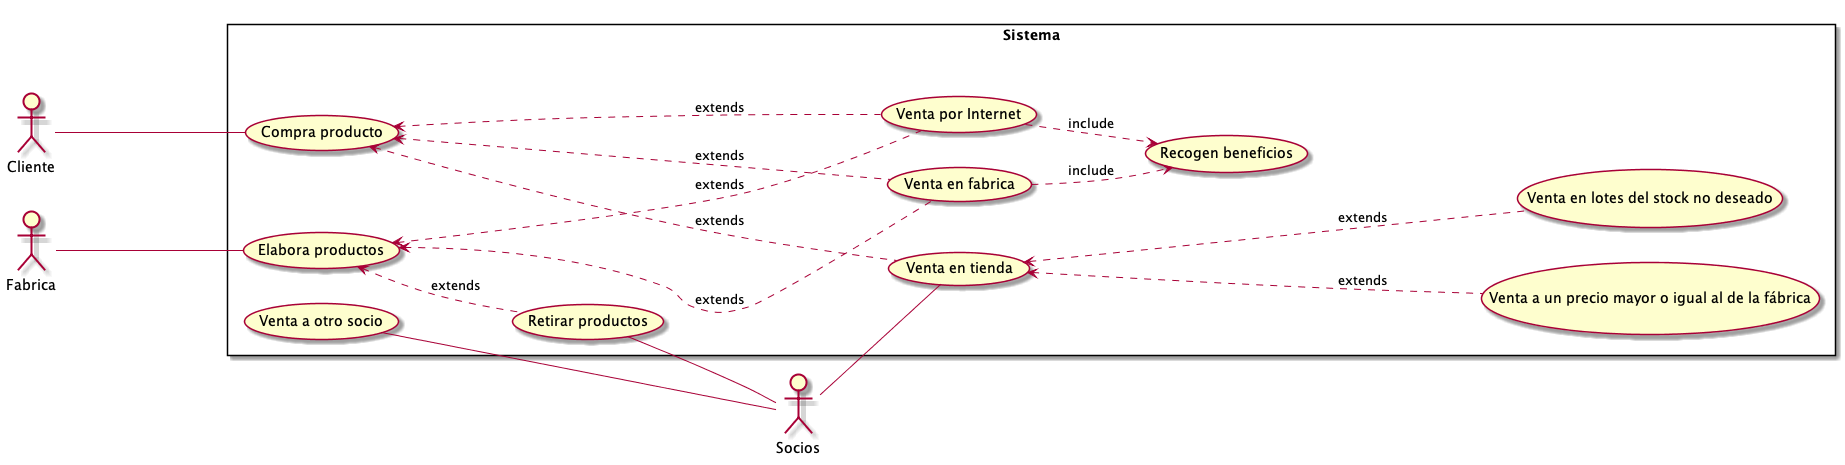 Sistema
extends
Venta por Internet
include
Compra producto
Recogen beneficios
Cliente
extends
include
Venta en fabrica
extends
Venta en lotes del stock no deseado
extends
extends
Elabora productos
Venta en tienda
Fabrica
extends
extends
extends
Venta a un precio mayor o igual al de la fábrica
Venta a otro socio
Retirar productos
Socios